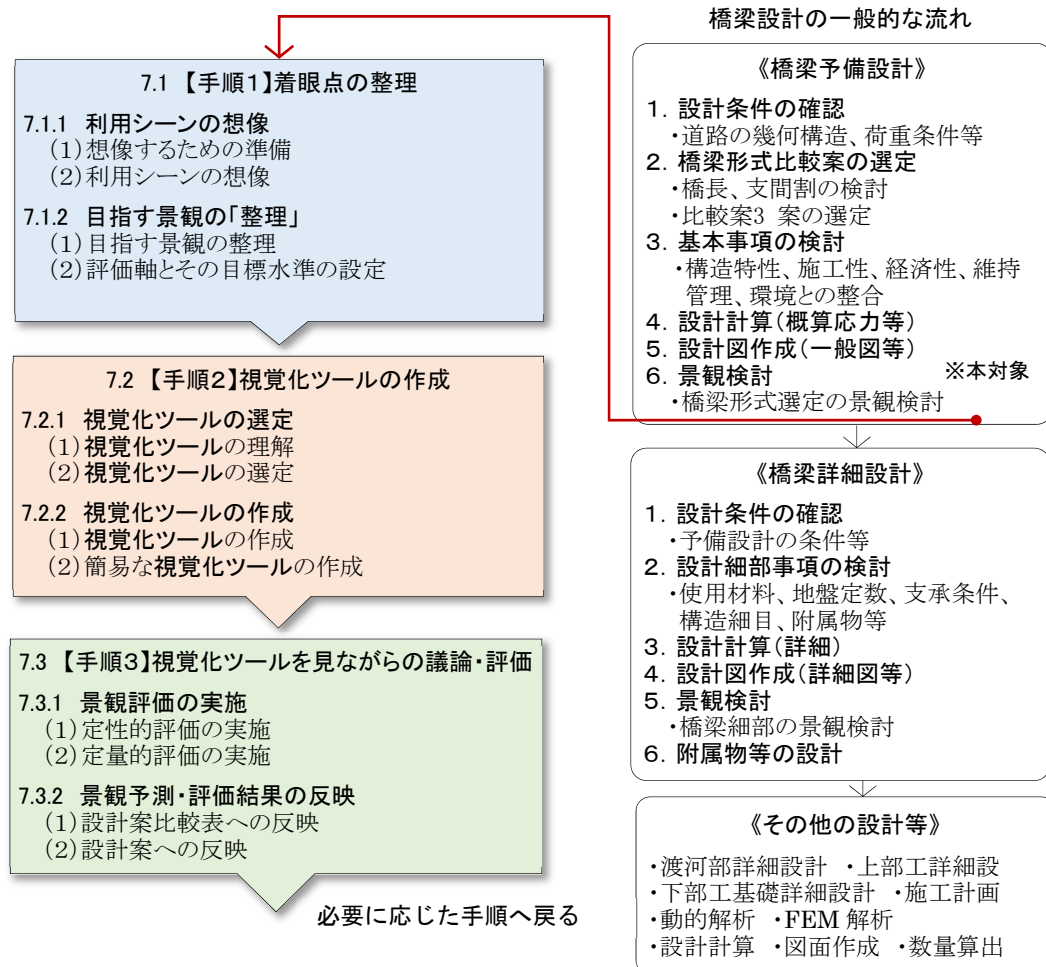 7.1 【手順1】着眼点の整理
7.1.1 利用シーンの想像
(1)想像するための準備
(2)利用シーンの想像
7.1.2 目指す景観の「整理」
(1)目指す景観の整理
(2)評価軸とその目標水準の設定
7.2 【手順2】視覚化ツールの作成
7.2.1 視覚化ツールの選定
(1)視覚化ツールの理解
(2)視覚化ツールの選定
7.2.2 視覚化ツールの作成
(1)視覚化ツールの作成
(2)簡易な視覚化ツールの作成
7.3 【手順3】視覚化ツールを見ながらの議論・評価
7.3.1 景観評価の実施
(1)定性的評価の実施
(2)定量的評価の実施
7.3.2 景観予測・評価結果の反映
(1)設計案比較表への反映
(2)設計案への反映
必要に応じた手順へ戻る
橋梁設計の一般的な流れ
《橋梁予備設計》
1. 設計条件の確認
・道路の幾何構造、荷重条件等
2. 橋梁形式比較案の選定
・橋長、支間割の検討
・比較案3 案の選定
3. 基本事項の検討
・構造特性、施工性、経済性、維持
管理、環境との整合
4. 設計計算(概算応力等)
5. 設計図作成(一般図等)
6. 景観検討 ※本対象
・橋梁形式選定の景観検討
《橋梁詳細設計》
1. 設計条件の確認
・予備設計の条件等
2. 設計細部事項の検討
・使用材料、地盤定数、支承条件、
構造細目、附属物等
3. 設計計算(詳細)
4. 設計図作成(詳細図等)
5. 景観検討
・橋梁細部の景観検討
6. 附属物等の設計
《その他の設計等》
・渡河部詳細設計 ・上部工詳細設
・下部工基礎詳細設計 ・施工計画
・動的解析 ・FEM 解析
・設計計算 ・図面作成 ・数量算出